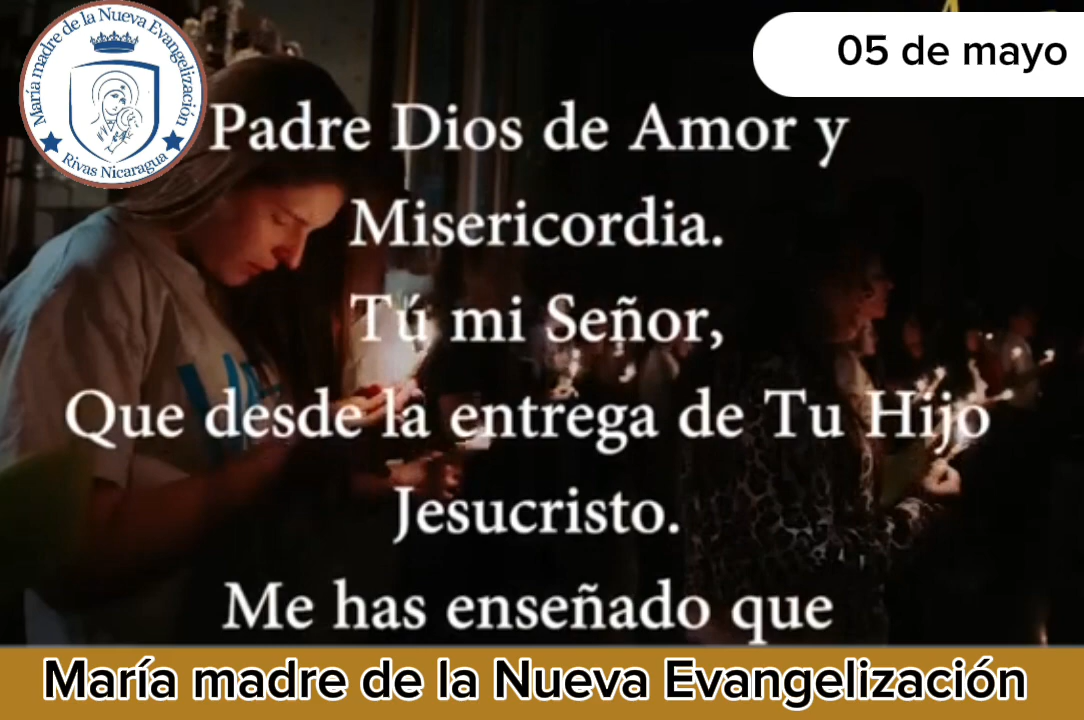 María madre de la Nueva Evangelización
Rivas Nicaragua
05 de mayo
Padre Dios de Amor y
Misericordia.
Tú mi Señor,
Que desde la entrega de Tu Hijo
Jesucristo.
Me has enseñado que
María madre de la Nueva Evangelización